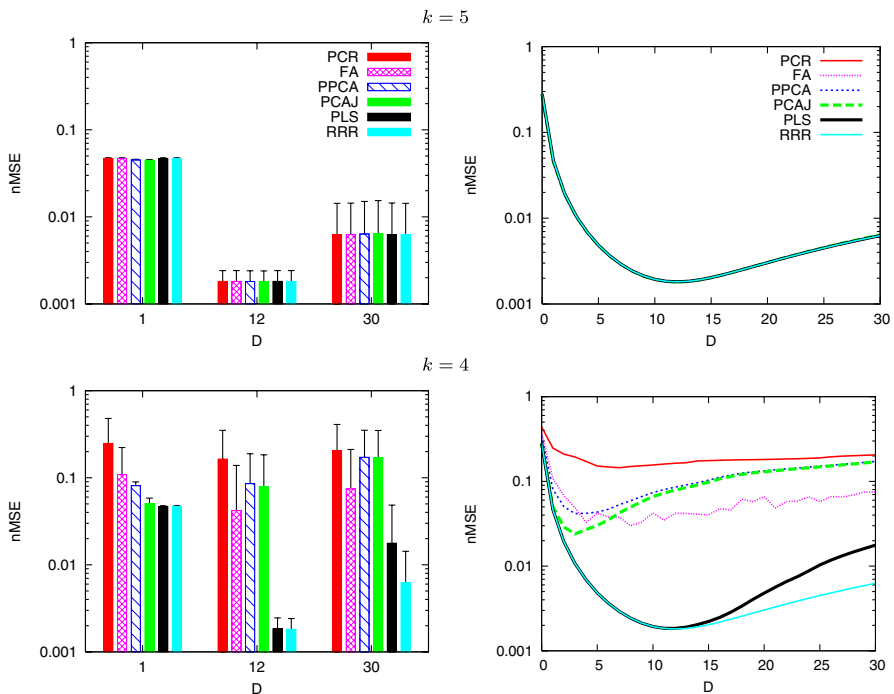 k = 5
1
0.1
0.01
0.001
nMSE
PCR
FA
PPCA
PCAJ
PLS
RRR
1
12
30
D
1
0.1
0.01
0.001
nMSE
PCR
FA
PPCA
PCAJ
PLS
RRR
0
5
10
15
20
25
30
D
k = 4
1
0.1
0.01
0.001
nMSE
1
12
30
D
1
0.1
0.01
0.001
nMSE
0
5
10
15
20
25
30
D